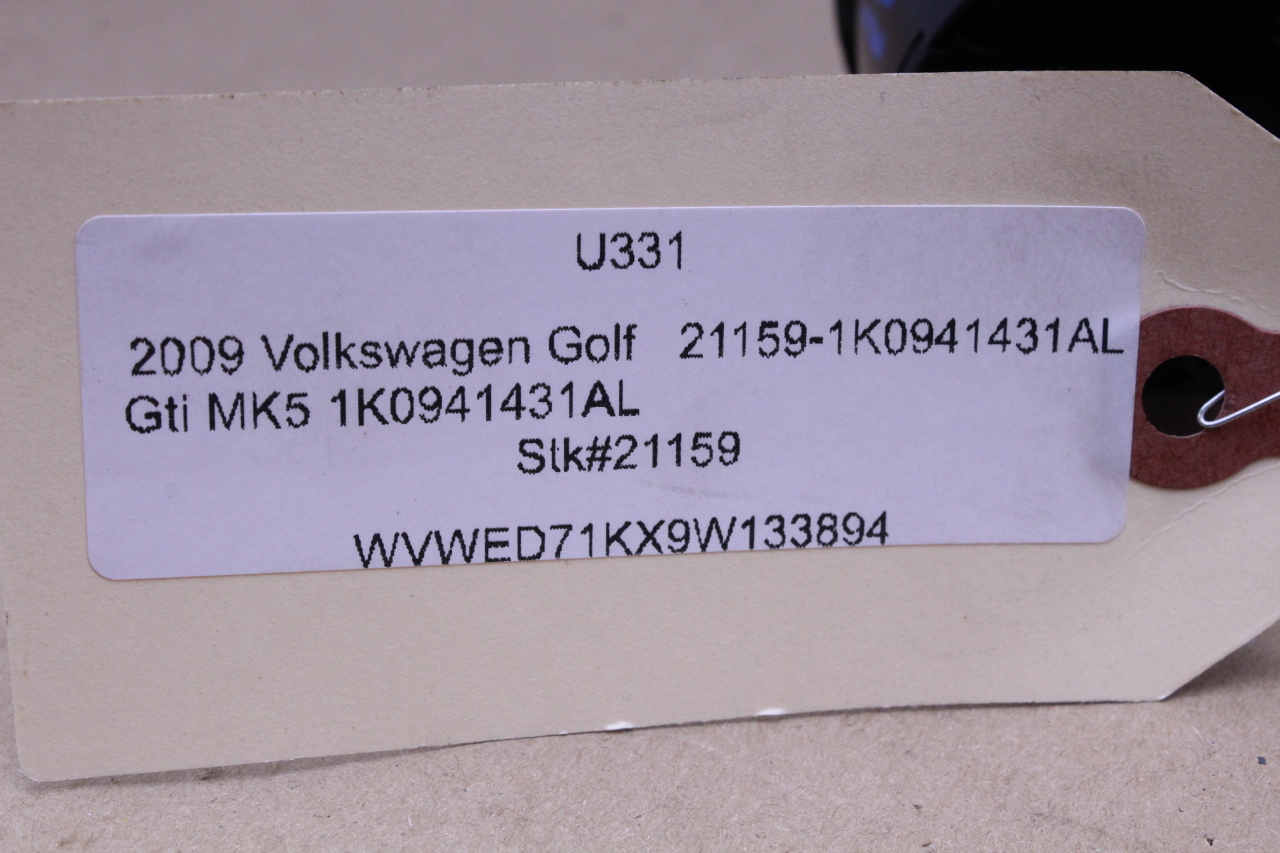 U331
2009 Volkswagen Golf 21159-1K0941431AL
Gti MK5 1K0941431AL
Stk#21159
WVWED71KX9W133894